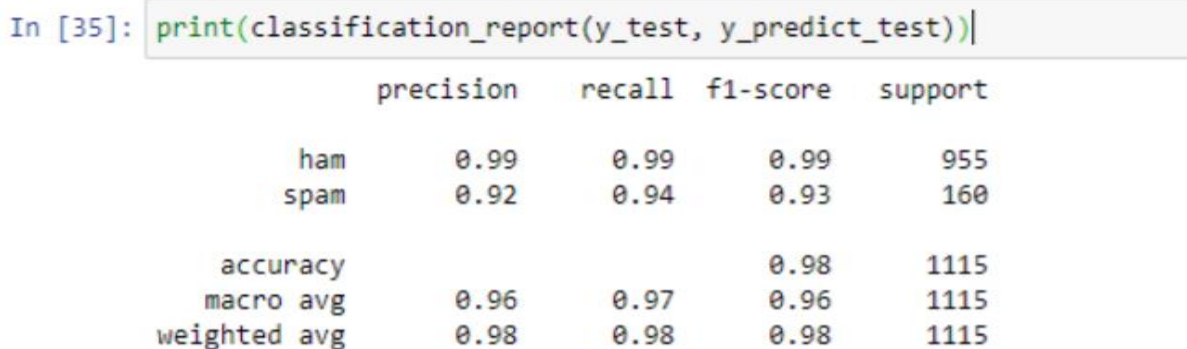 In [35]: print(classification_report(y_test, y_predict_test))
precision recall f1-score support
ham 0.99 0.99 0.99 955
spam 0.92 0.94 0.93 160
accuracy 0.98 1115
macro avg 0.96 0.97 0.96 1115
weighted avg 0.98 0.98 0.98 1115